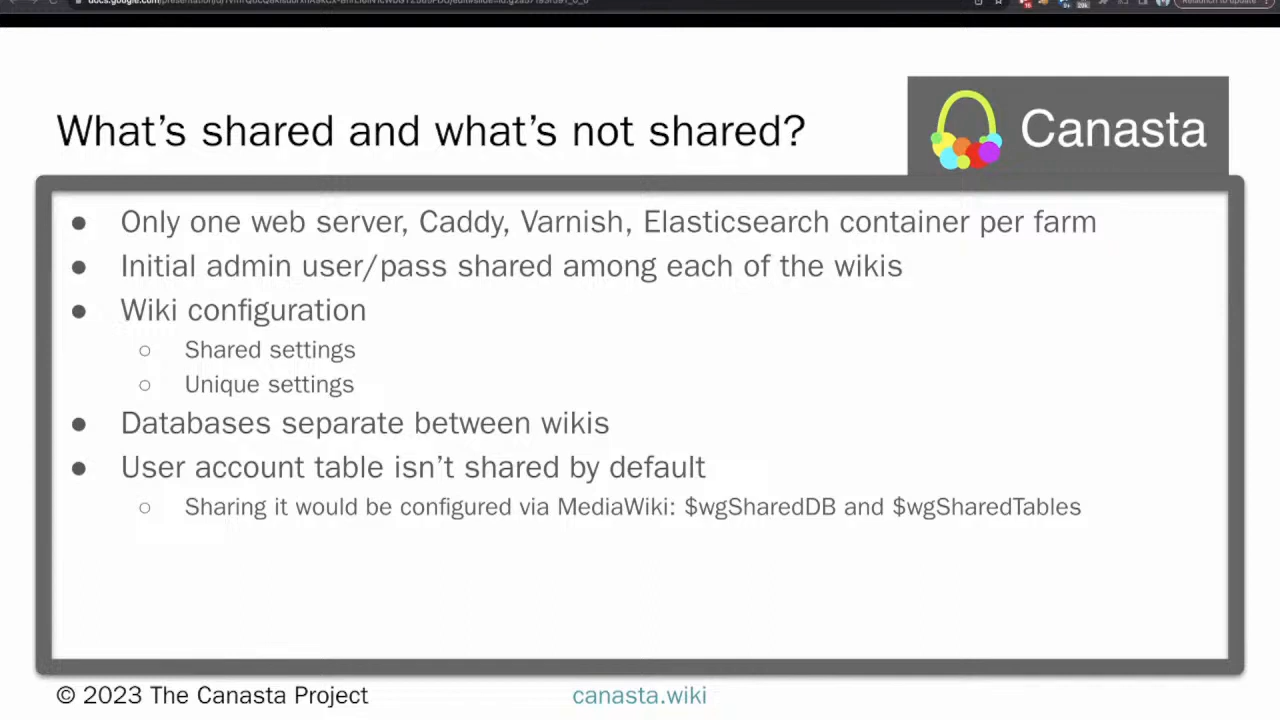 docs.google.com
What's shared and what's not shared?
Canasta
● Only one web server, Caddy, Varnish, Elasticsearch container per farm
● Initial admin user/pass shared among each of the wikis
● Wiki configuration
○ Shared settings
○ Unique settings
● Databases separate between wikis
● User account table isn't shared by default
○ Sharing it would be configured via MediaWiki: $wgSharedDB and $wgSharedTables
© 2023 The Canasta Project
canasta.wiki